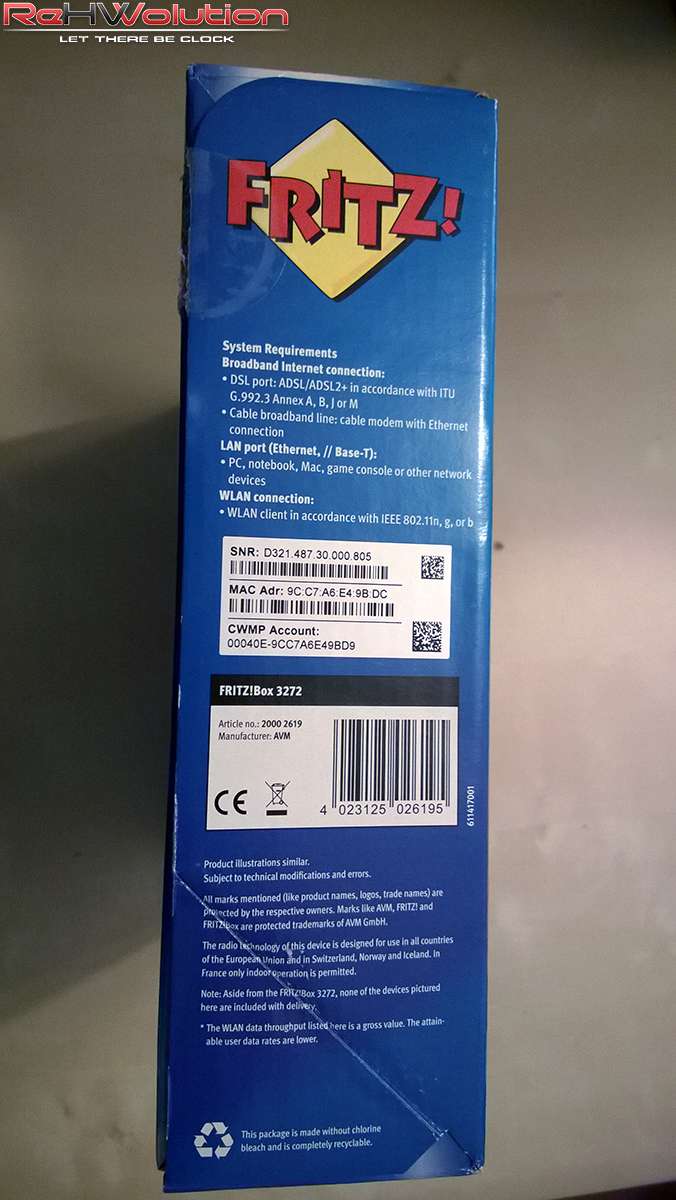 ReHWolution
LET THERE BE CLOCK
FRITZ!
System Requirements
Broadband Internet connection:
• DSL port: ADSL/ADSL2+ in accordance with ITU
G.992.3 Annex A, B, J or M
• Cable broadband line: cable modem with Ethernet
connection
LAN port (Ethernet, // Base-T):
• PC, notebook, Mac, game console or other network
devices
WLAN connection:
• WLAN client in accordance with IEEE 802.11n, g, or b
SNR: D321.487.30.000.805
MAC Adr: 9C:C7:A6:E4:9B:DC
CWMP Account:
00040E-9CC7A6E49BD9
FRITZ!Box 3272
Article no.: 2000 2619
Manufacturer: AVM
CE
4 023125 026195
611417001
Product illustrations similar.
Subject to technical modifications and errors.
All marks mentioned (like product names, logos, trade names) are
protected by the respective owners. Marks like AVM, FRITZ! and
FRITZ!Box are protected trademarks of AVM GmbH.
The radio technology of this device is designed for use in all countries
of the European Union and in Switzerland, Norway and Iceland. In
France only indoor operation is permitted.
Note: Aside from the FRITZ!Box 3272, none of the devices pictured
here are included with delivery.
* The WLAN data throughput listed here is a gross value. The attain-
able user data rates are lower.
This package is made without chlorine
bleach and is completely recyclable.